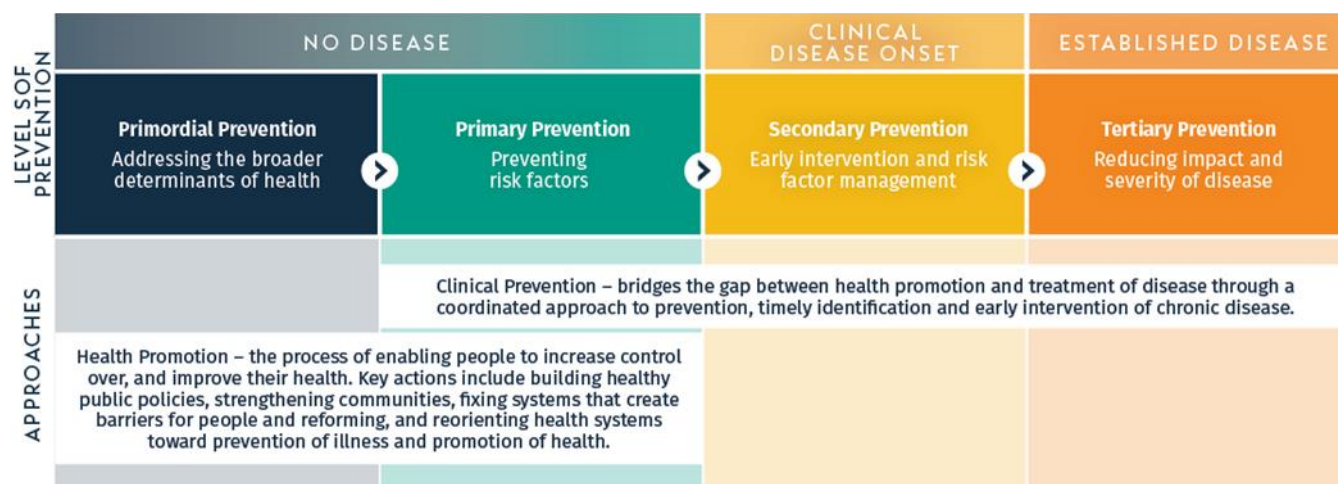 NO DISEASE
CLINICAL
DISEASE ONSET
ESTABLISHED DISEASE
LEVEL SOF
PREVENTION
Primordial Prevention
Addressing the broader
determinants of health
Primary Prevention
Preventing
risk factors
Secondary Prevention
Early intervention and risk
factor management
Tertiary Prevention
Reducing impact and
severity of disease
APPROACHES
Clinical Prevention – bridges the gap between health promotion and treatment of disease through a
coordinated approach to prevention, timely identification and early intervention of chronic disease.
Health Promotion – the process of enabling people to increase control
over, and improve their health. Key actions include building healthy
public policies, strengthening communities, fixing systems that create
barriers for people and reforming, and reorienting health systems
toward prevention of illness and promotion of health.